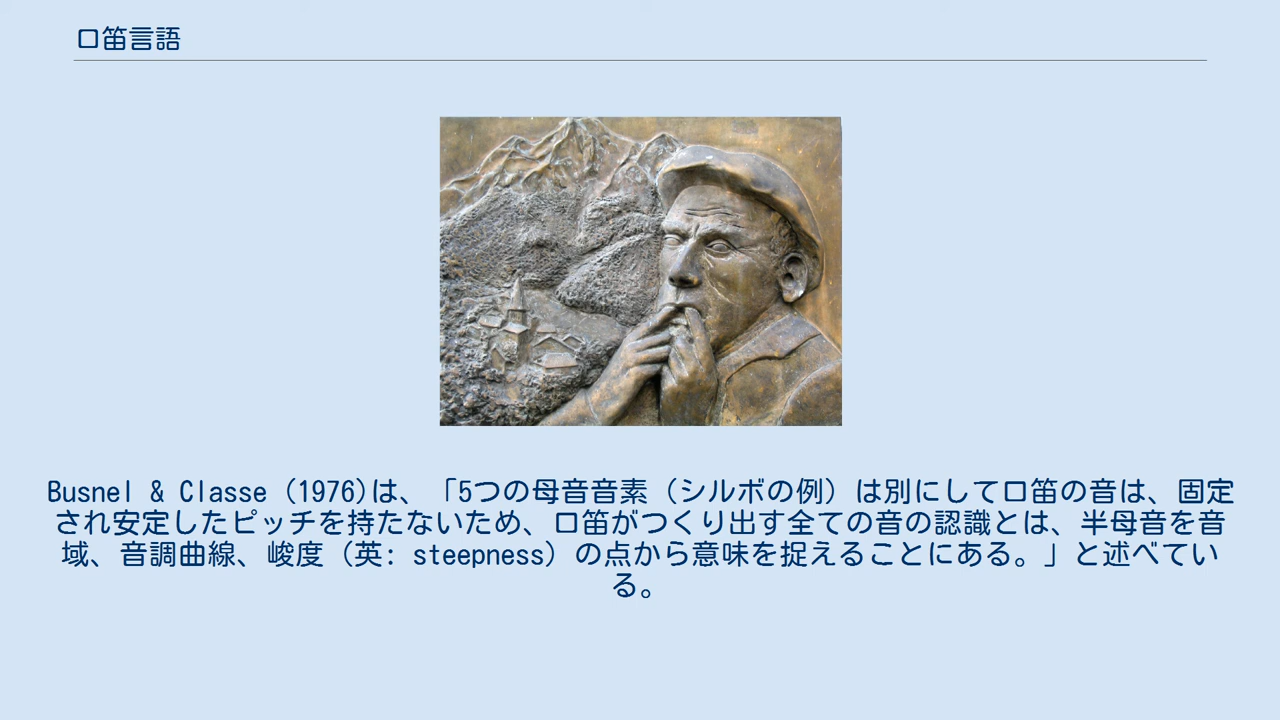 口笛言語
Busnel & Classe (1976)は、「5つの母音音素（シルボの例）は別にして口笛の音は、固定
され安定したピッチを持たないため、口笛がつくり出す全ての音の認識とは、半母音を音
域、音調曲線、峻度（英: steepness）の点から意味を捉えることにある。」と述べてい
る。